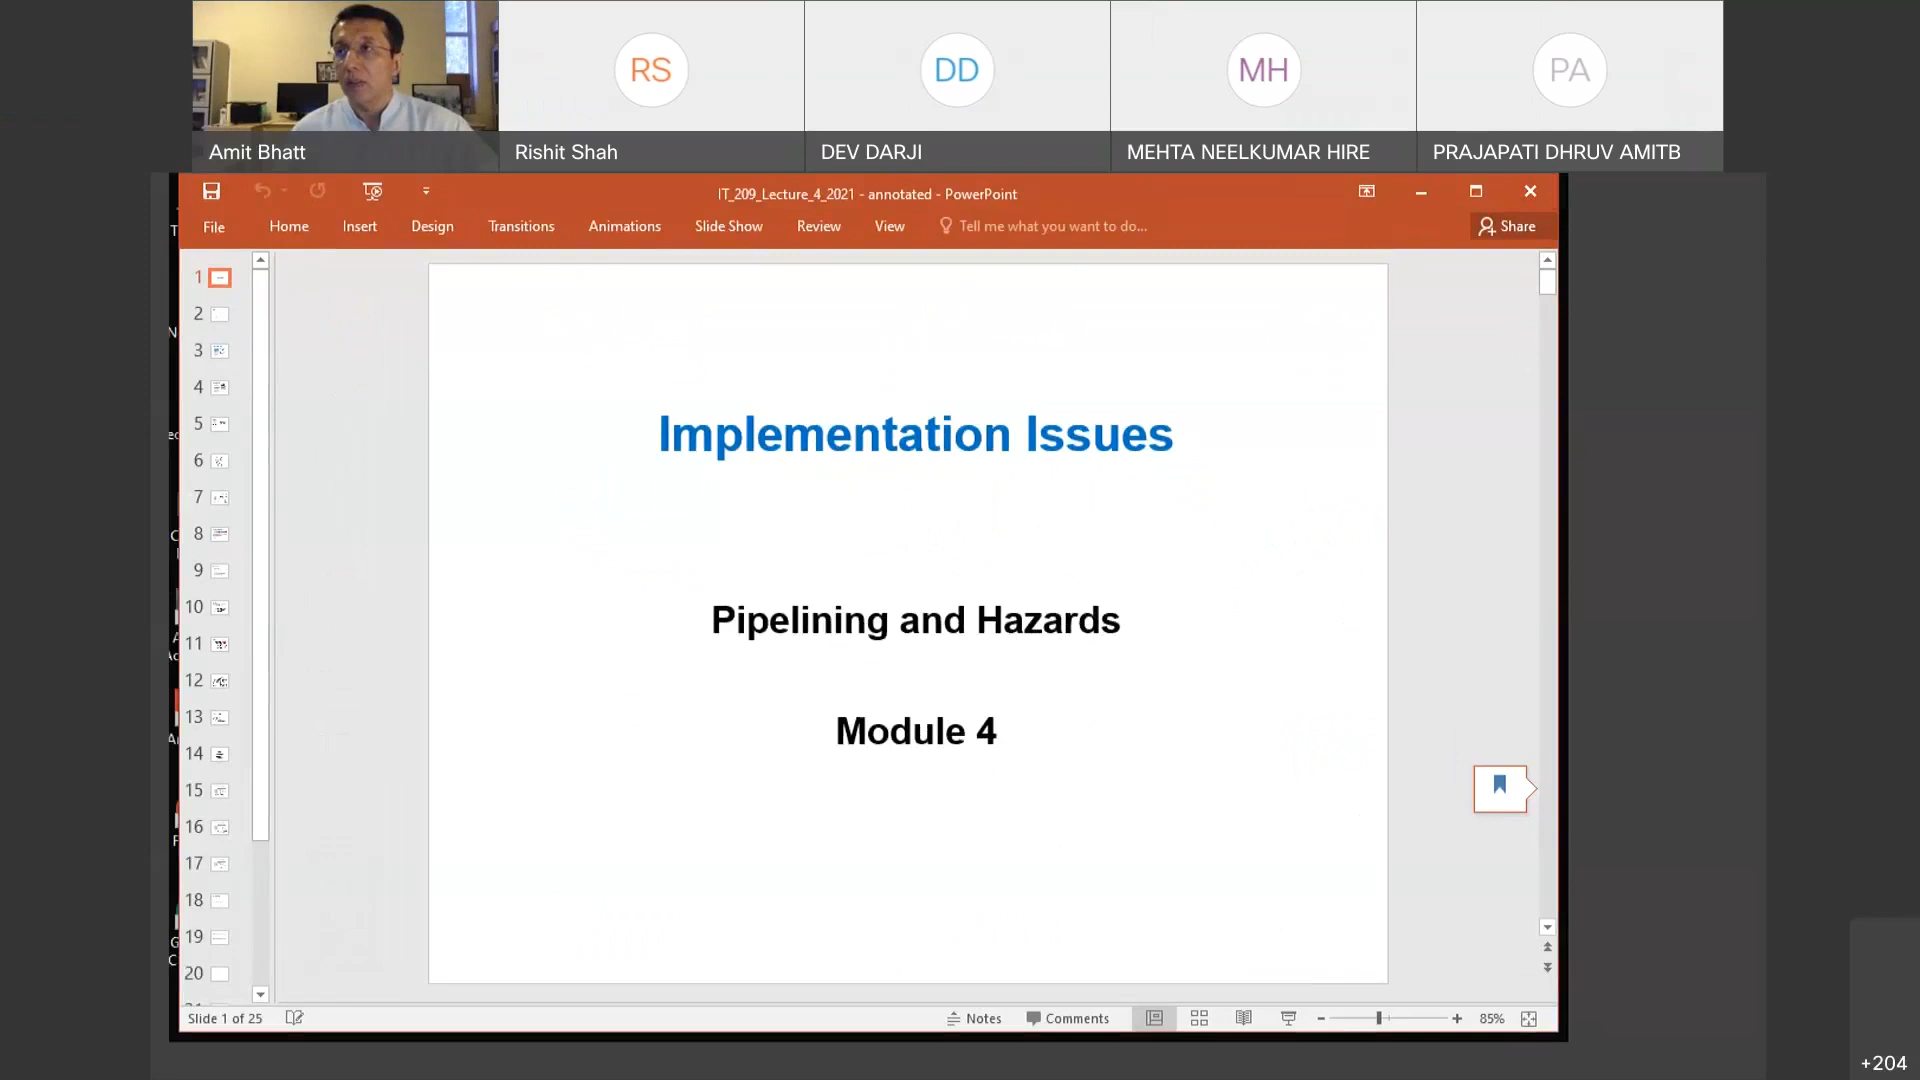 RS
DD
MH
PA
Amit Bhatt
Rishit Shah
DEV DARJI
MEHTA NEELKUMAR HIRE
PRAJAPATI DHRUV AMITB
IT_209_Lecture_4_2021 - annotated - PowerPoint
File
Home
Insert
Design
Transitions
Animations
Slide Show
Review
View
Tell me what you want to do...
Share
1
2
3
4
5
6
7
8
9
10
11
12
13
14
15
16
17
18
19
20
Implementation Issues
Pipelining and Hazards
Module 4
Slide 1 of 25
Notes
Comments
85%
+204